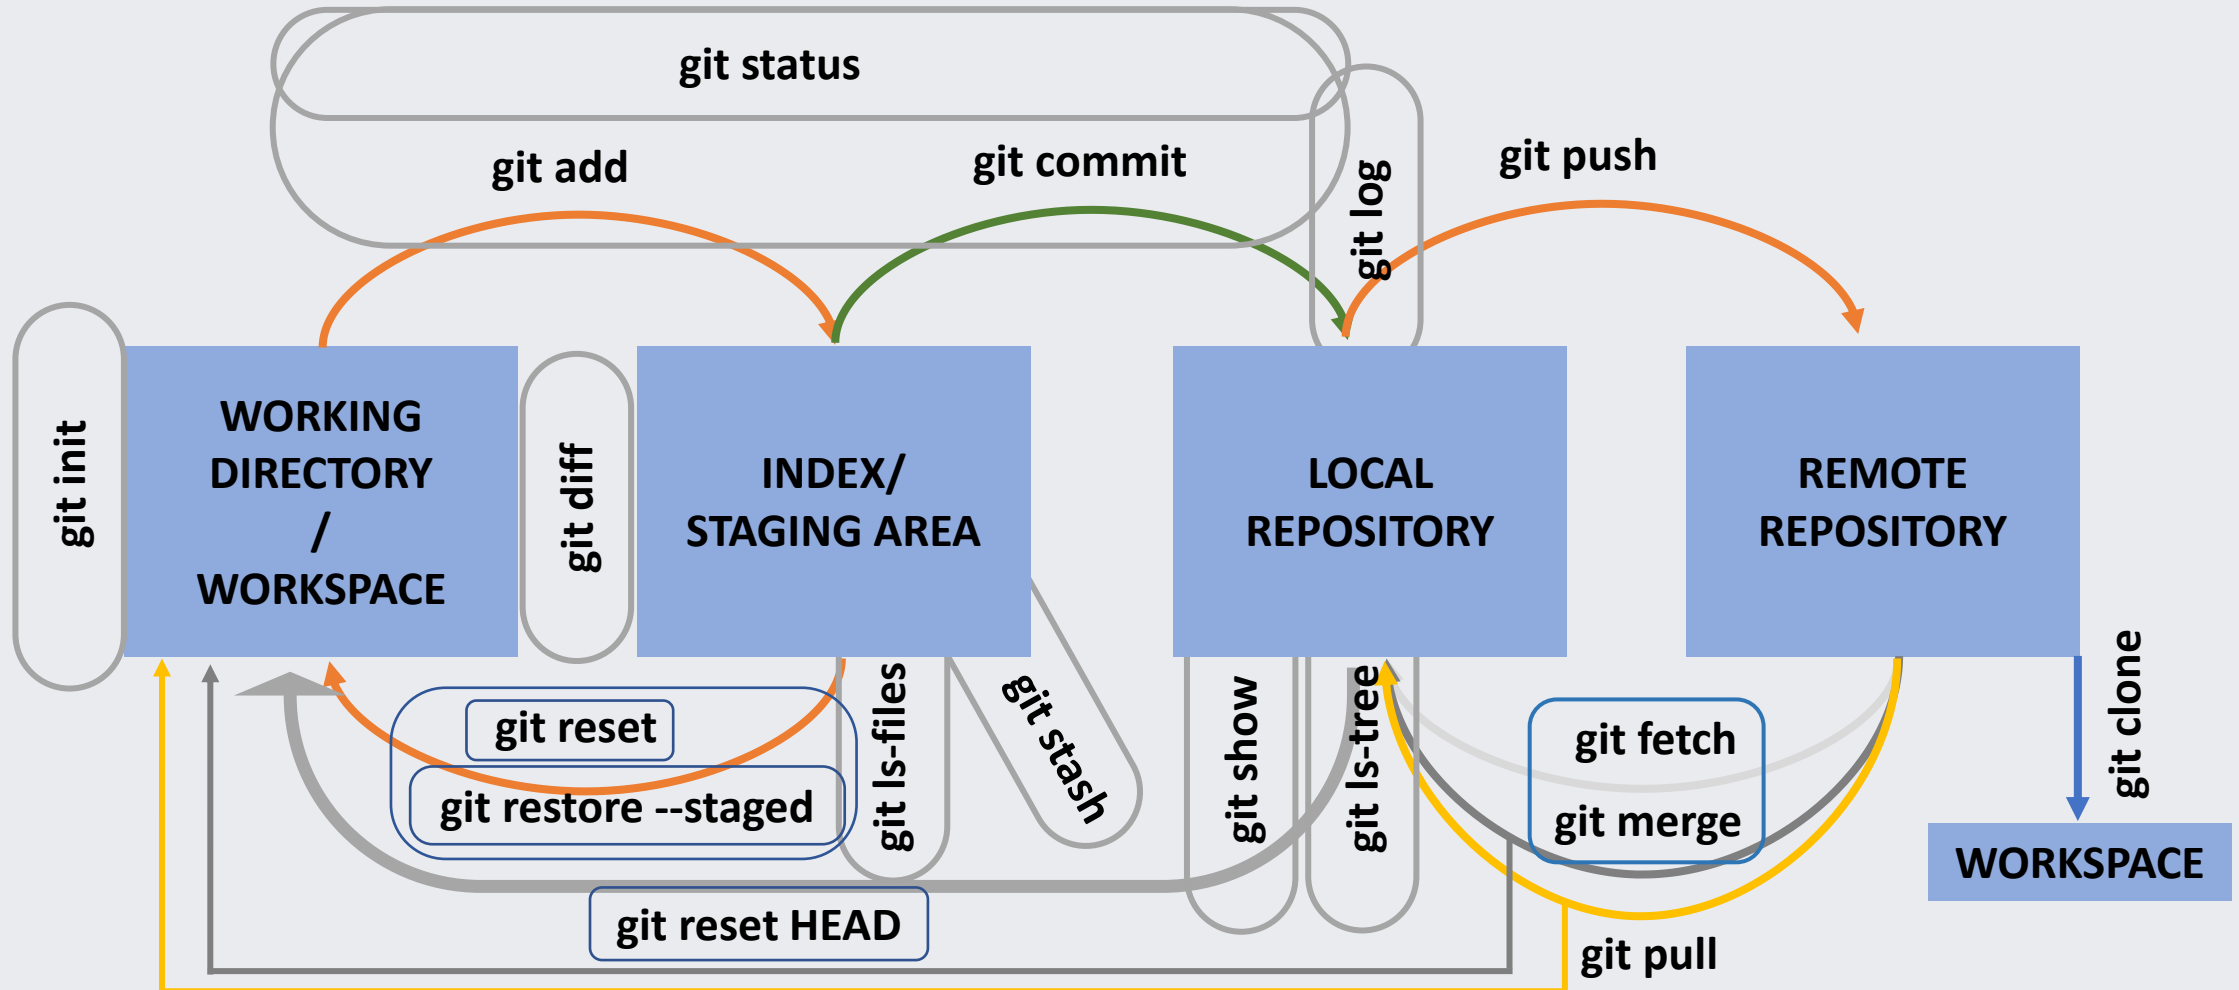 git status
git add
git commit
git log
git push
git init
WORKING
DIRECTORY
/
WORKSPACE
git diff
INDEX/
STAGING AREA
LOCAL
REPOSITORY
REMOTE
REPOSITORY
git reset
git restore --staged
git ls-files
git stash
git show
git ls-tree
git fetch
git merge
git clone
WORKSPACE
git reset HEAD
git pull